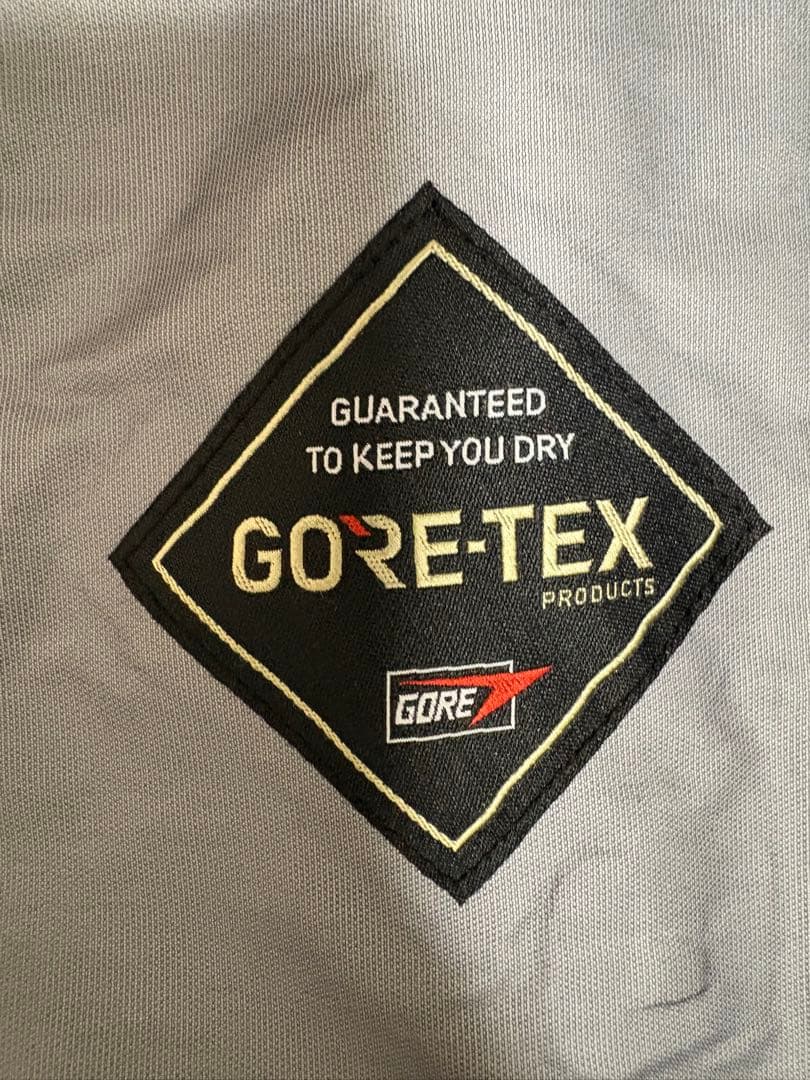 GUARANTEED
TO KEEP YOU DRY
GORE-TEX
PRODUCTS
GORE